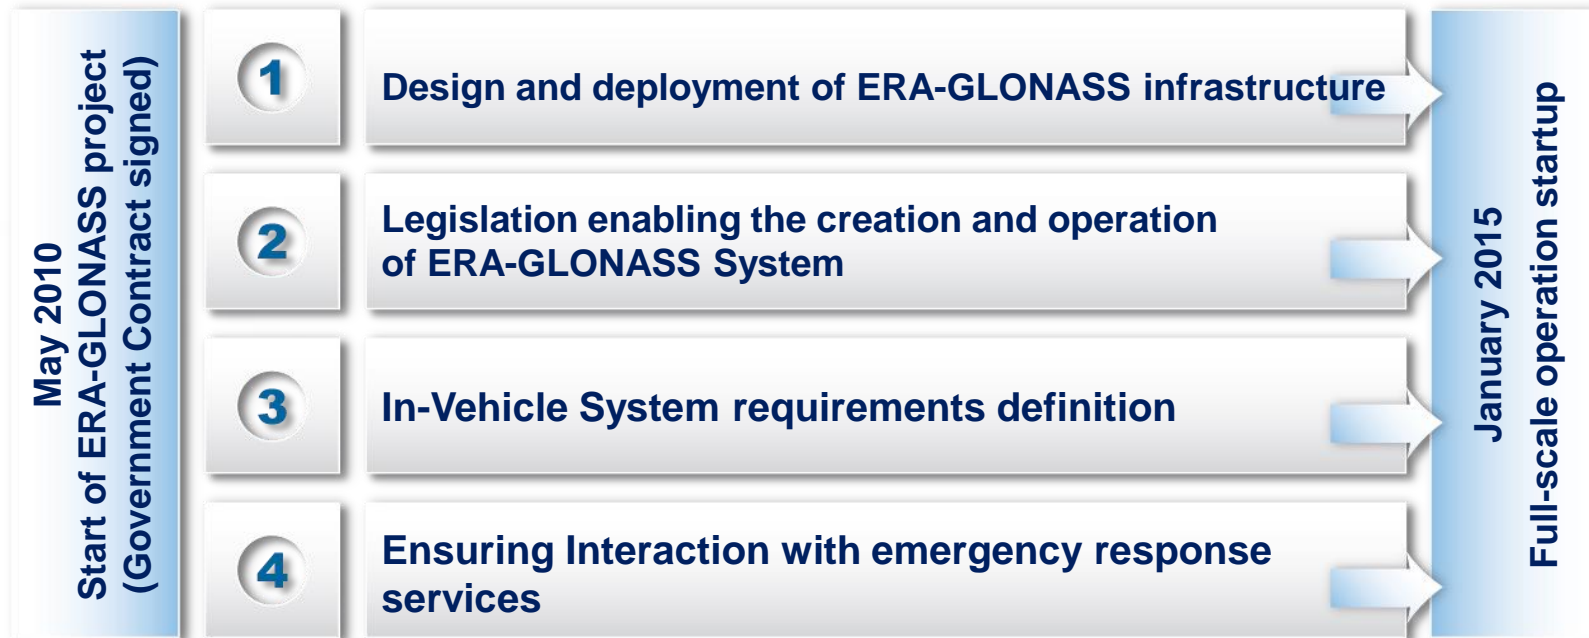 May 2010
Start of ERA-GLONASS project
(Government Contract signed)
1
Design and deployment of ERA-GLONASS infrastructure
2
Legislation enabling the creation and operation
of ERA-GLONASS System
3
In-Vehicle System requirements definition
4
Ensuring Interaction with emergency response
services
January 2015
Full-scale operation startup